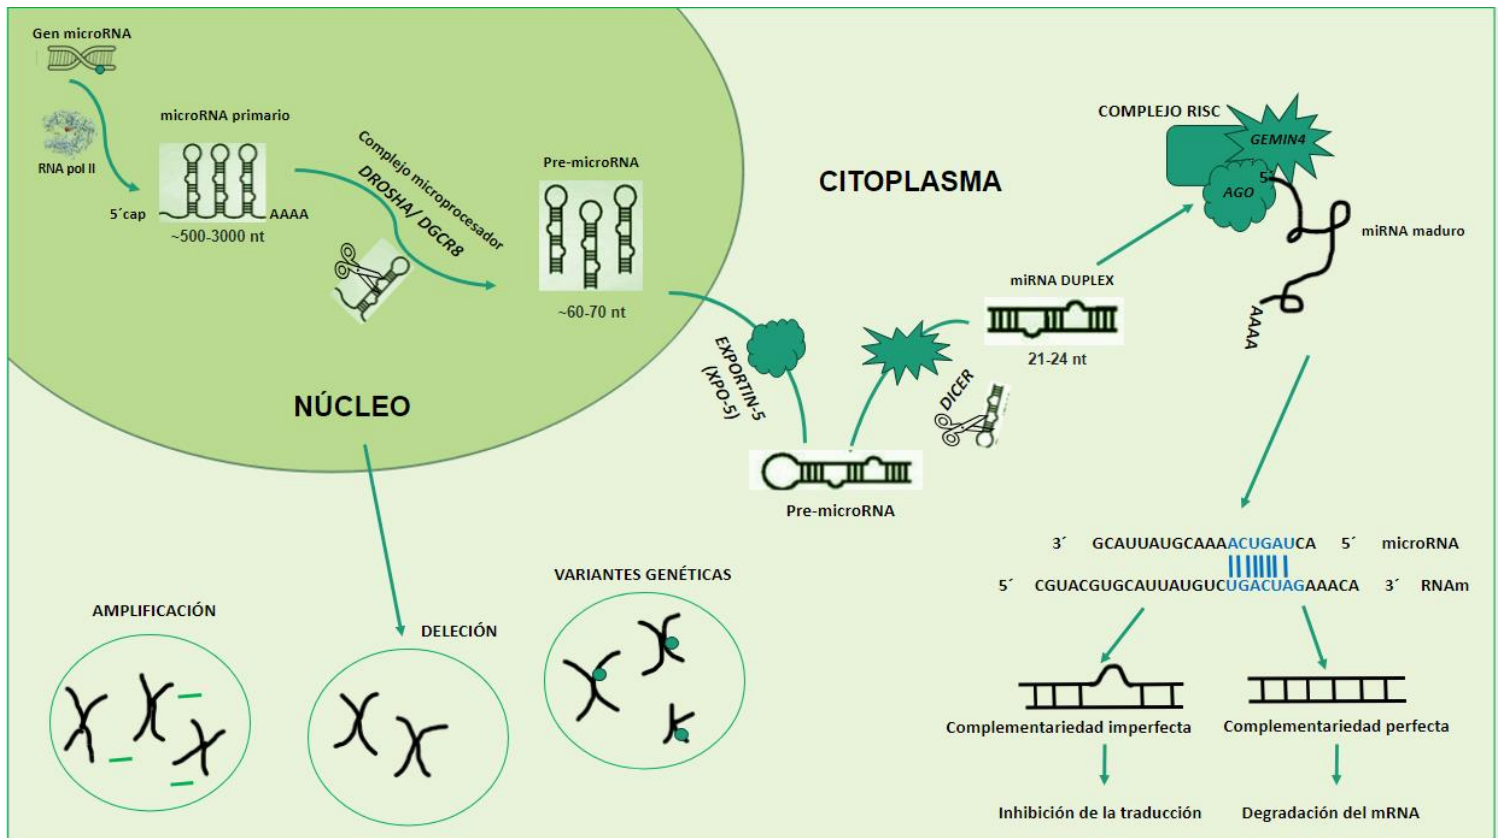 Gen microRNA
RNA pol II
microRNA primario
5´cap
AAAA
~500-3000 nt
Complejo microprocesador
DROSHA/ DGCR8
Pre-microRNA
~60-70 nt
NÚCLEO
CITOPLASMA
EXPORTIN-5
(XPO-5)
Pre-microRNA
DICER
miRNA DUPLEX
21-24 nt
COMPLEJO RISC
GEMIN4
AGO
5´
miRNA maduro
AAAA
3´ GCAUUAUGCAAAACUGAUCA 5´ microRNA
5´ CGUACGUGCAUUAUGUCUGACUAGAAACA 3´ RNAm
Complementariedad imperfecta
Complementariedad perfecta
Inhibición de la traducción
Degradación del mRNA
AMPLIFICACIÓN
DELECIÓN
VARIANTES GENÉTICAS